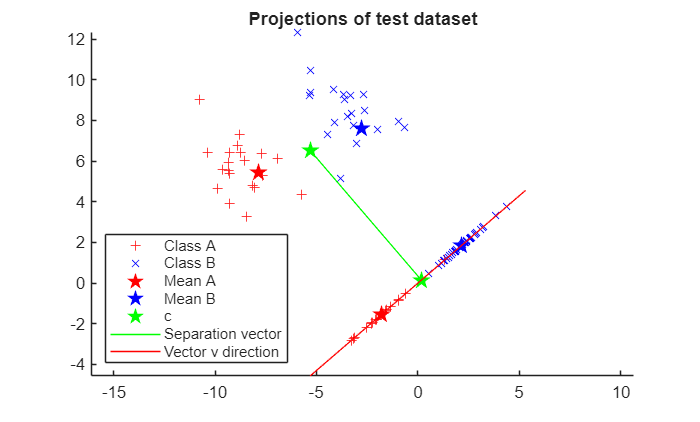 Projections of test dataset
12
10
8
6
4
2
0
-2
-4
Class A
Class B
Mean A
Mean B
c
Separation vector
Vector v direction
-15 -10 -5 0 5 10